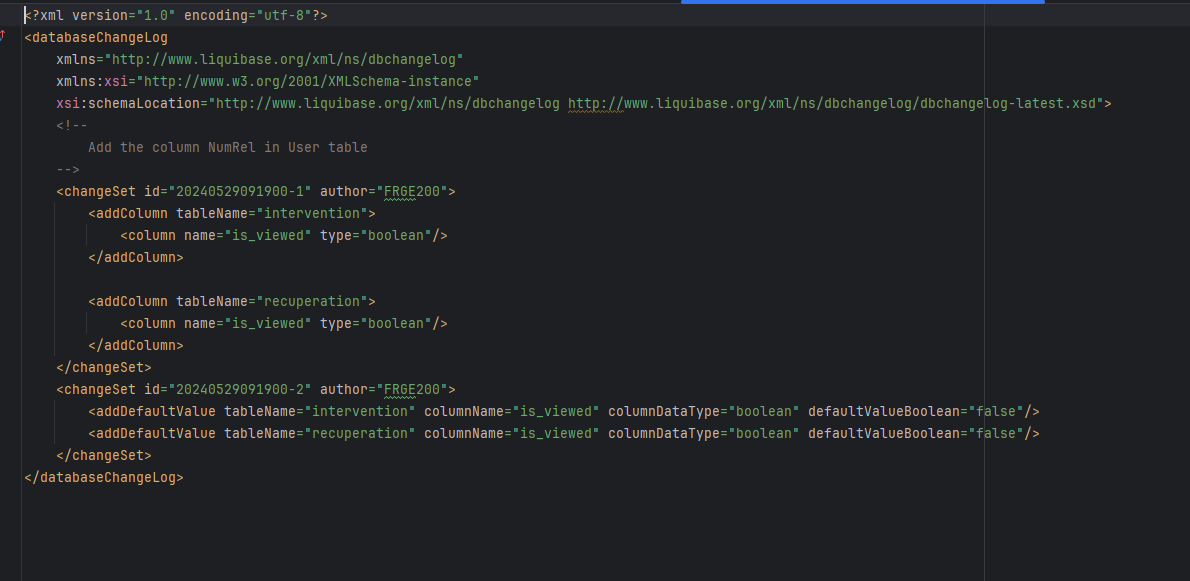 <?xml version="1.0" encoding="utf-8"?>
<databaseChangeLog
    xmlns="http://www.liquibase.org/xml/ns/dbchangelog"
    xmlns:xsi="http://www.w3.org/2001/XMLSchema-instance"
    xsi:schemaLocation="http://www.liquibase.org/xml/ns/dbchangelog http://www.liquibase.org/xml/ns/dbchangelog/dbchangelog-latest.xsd">
    <!--
        Add the column NumRel in User table
    -->
    <changeSet id="20240529091900-1" author="FRGE200">
        <addColumn tableName="intervention">
            <column name="is_viewed" type="boolean"/>
        </addColumn>

        <addColumn tableName="recuperation">
            <column name="is_viewed" type="boolean"/>
        </addColumn>
    </changeSet>
    <changeSet id="20240529091900-2" author="FRGE200">
        <addDefaultValue tableName="intervention" columnName="is_viewed" columnDataType="boolean" defaultValueBoolean="false"/>
        <addDefaultValue tableName="recuperation" columnName="is_viewed" columnDataType="boolean" defaultValueBoolean="false"/>
    </changeSet>
</databaseChangeLog>